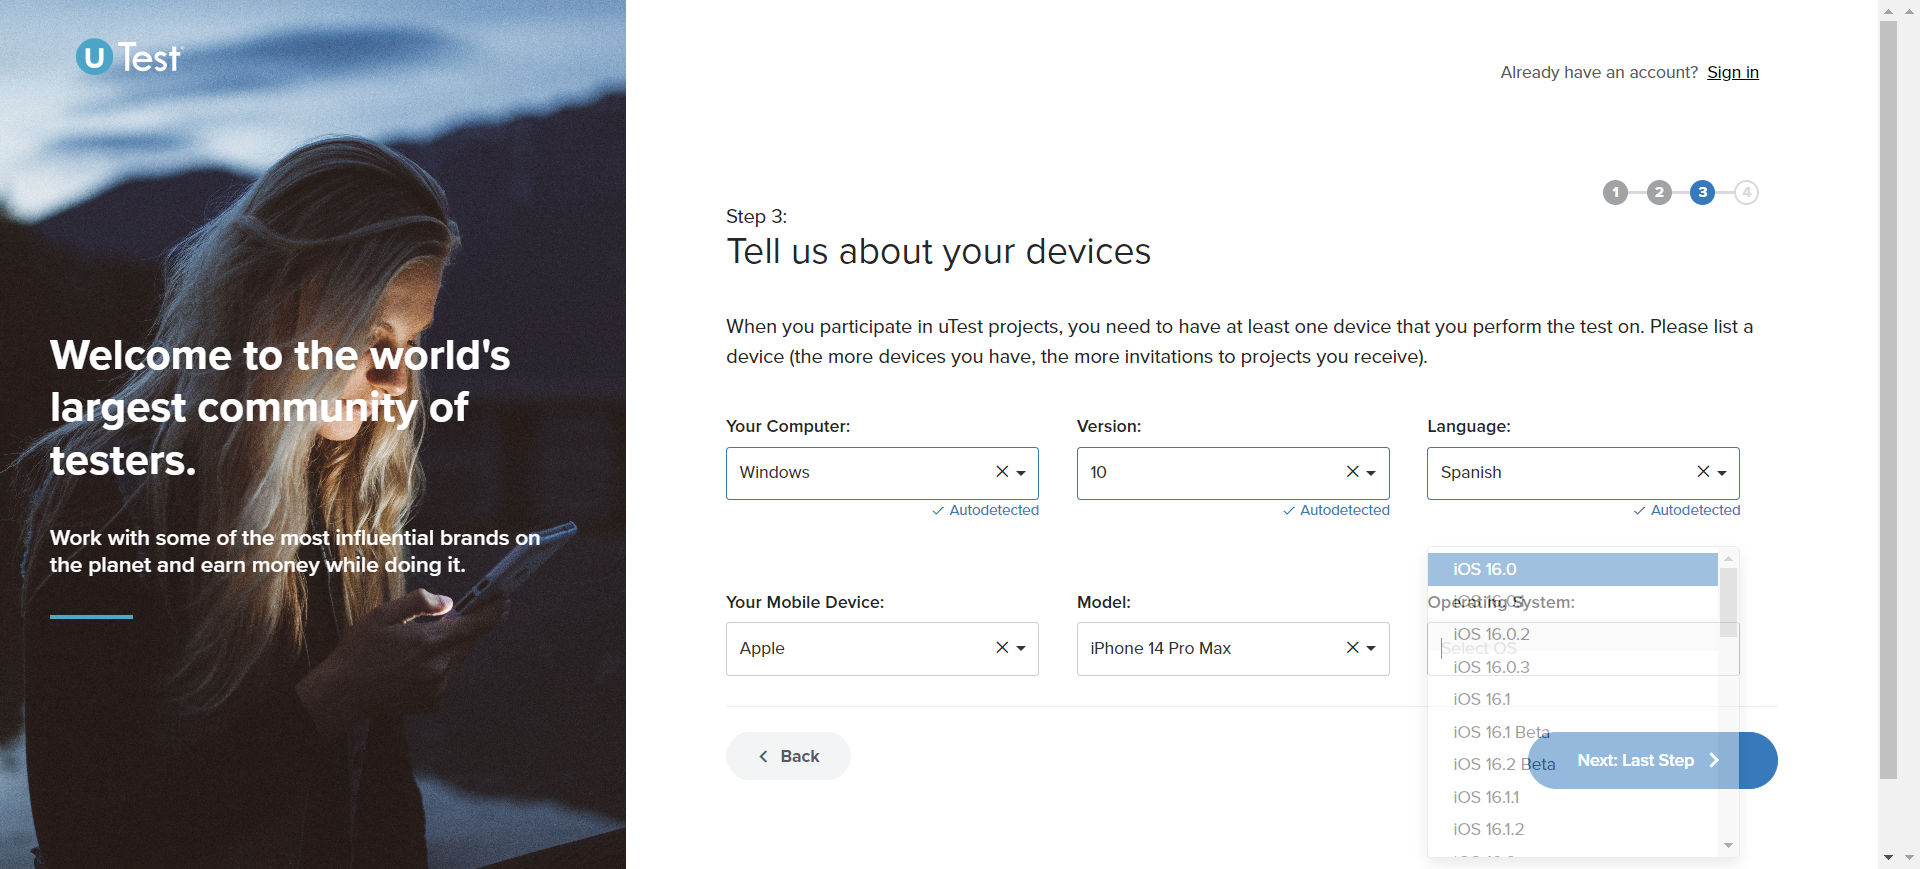 U Test
Already have an account? Sign in
1 2 3 4
Step 3:
Tell us about your devices
Welcome to the world's
largest community of
testers.
Work with some of the most influential brands on
the planet and earn money while doing it.
When you participate in uTest projects, you need to have at least one device that you perform the test on. Please list a
device (the more devices you have, the more invitations to projects you receive).
Your Computer: Version: Language:
Windows 10 Spanish
Autodetected Autodetected Autodetected
Your Mobile Device: Model: Operating System:
Apple iPhone 14 Pro Max Select OS
iOS 16.0
iOS 16.0.1
iOS 16.0.2
iOS 16.0.3
iOS 16.1
iOS 16.1 Beta
iOS 16.2 Beta
iOS 16.1.1
iOS 16.1.2
Back Next: Last Step